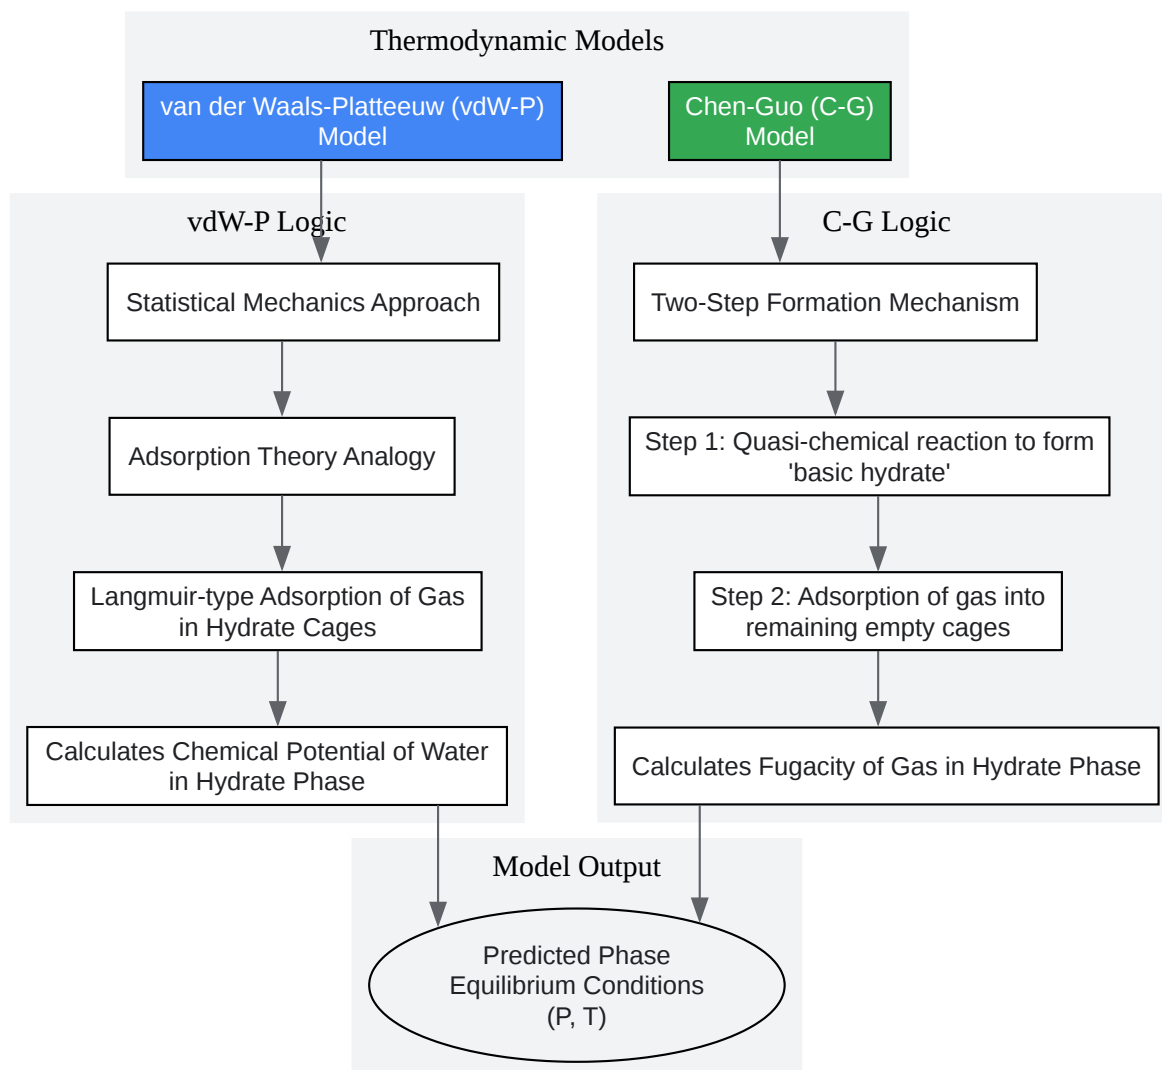 Thermodynamic Models
van der Waals-Platteeuw (vdW-P)
Model
Chen-Guo (C-G)
Model
vdW-P Logic
Statistical Mechanics Approach
Adsorption Theory Analogy
Langmuir-type Adsorption of Gas
in Hydrate Cages
Calculates Chemical Potential of Water
in Hydrate Phase
C-G Logic
Two-Step Formation Mechanism
Step 1: Quasi-chemical reaction to form
'basic hydrate'
Step 2: Adsorption of gas into
remaining empty cages
Calculates Fugacity of Gas in Hydrate Phase
Model Output
Predicted Phase
Equilibrium Conditions
(P, T)